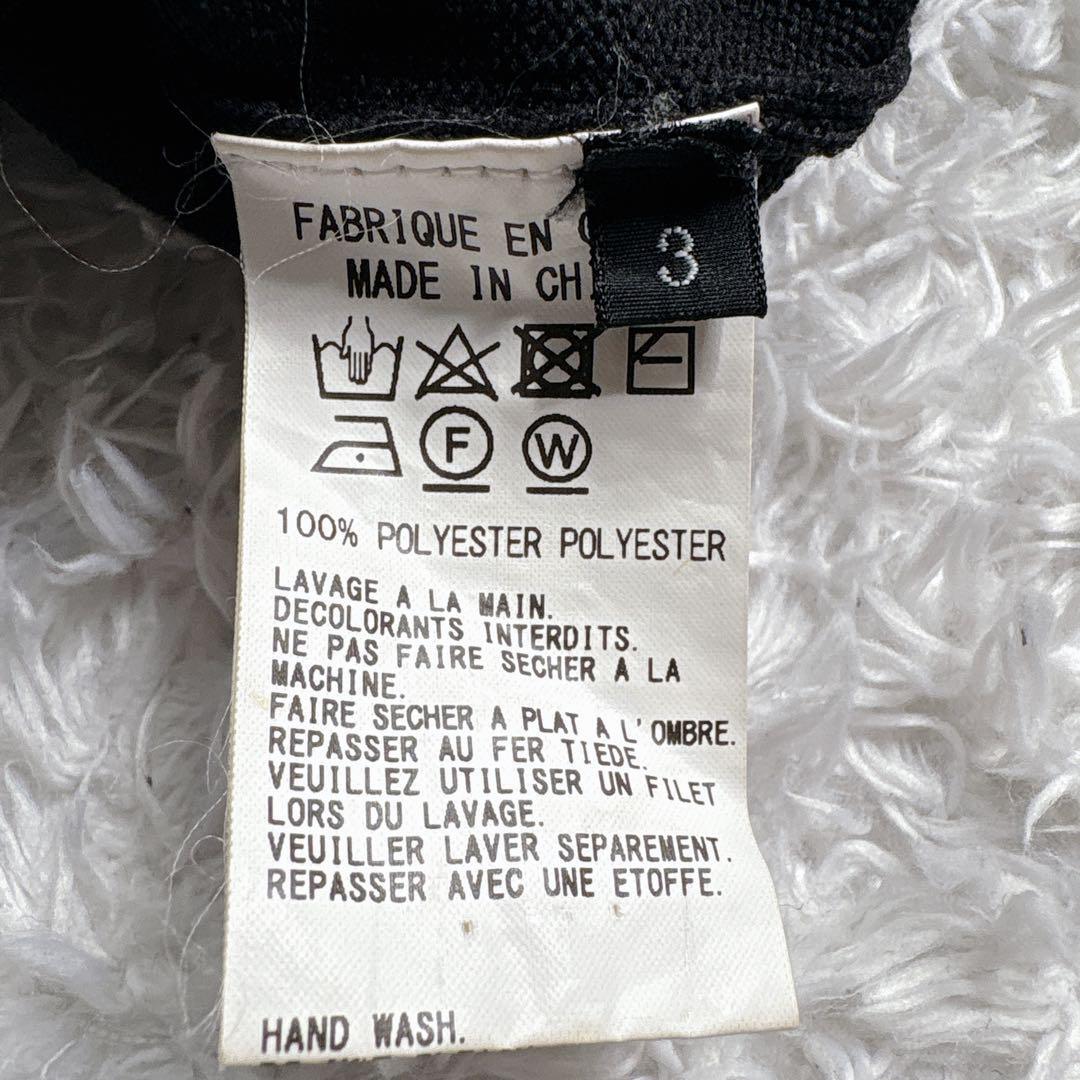 FABRIQUE EN
3
MADE IN
F
W
100% POLYESTER POLYESTER
LAVAGE A LA MAIN.
DECOLORANTS INTERDITS.
NE PAS FAIRE SECHER A LA
MACHINE.
FAIRE SECHER A PLAT A L'OMBRE.
REPASSER AU FER TIEDE.
VEUILLEZ UTILISER UN FILET
LORS DU LAVAGE.
VEUILLER LAVER SEPAREMENT.
REPASSER AVEC UNE ETOFFE.
HAND WASH.